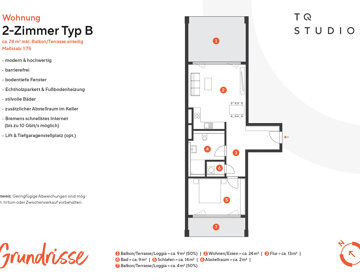 Wohnung
2-Zimmer Typ B
ca. 74 m² inkl. Balkon/Terrasse anteilig
Maßstab: 1:75
- modern & hochwertig
- barrierefrei
- bodentiefe Fenster
- Echtholzparkett & Fußbodenheizung
- stilvolle Bäder
- zusätzlicher Abstellraum im Keller
- Bremens schnellstes Internet
(bis zu 10 Gbit/s möglich)
- Lift & Tiefgaragenstellplatz (opt.)
TQ
STUDIO
1
2
3
4
5
6
7
Hinweis: Geringfügige Abweichungen sind mög-
lich. Irrtum oder Zwischenverkauf vorbehalten.
Grundrisse
1 Balkon/Terrasse/Loggia - ca. 9 m² (50%) | 2 Wohnen/Essen - ca. 24 m² | 3 Flur - ca. 13 m²
4 Bad - ca. 9 m² | 5 Schlafen - ca. 14 m² | 6 Abstellraum - ca. 2 m² |
7 Balkon/Terrasse/Loggia - ca. 4 m² (50%)